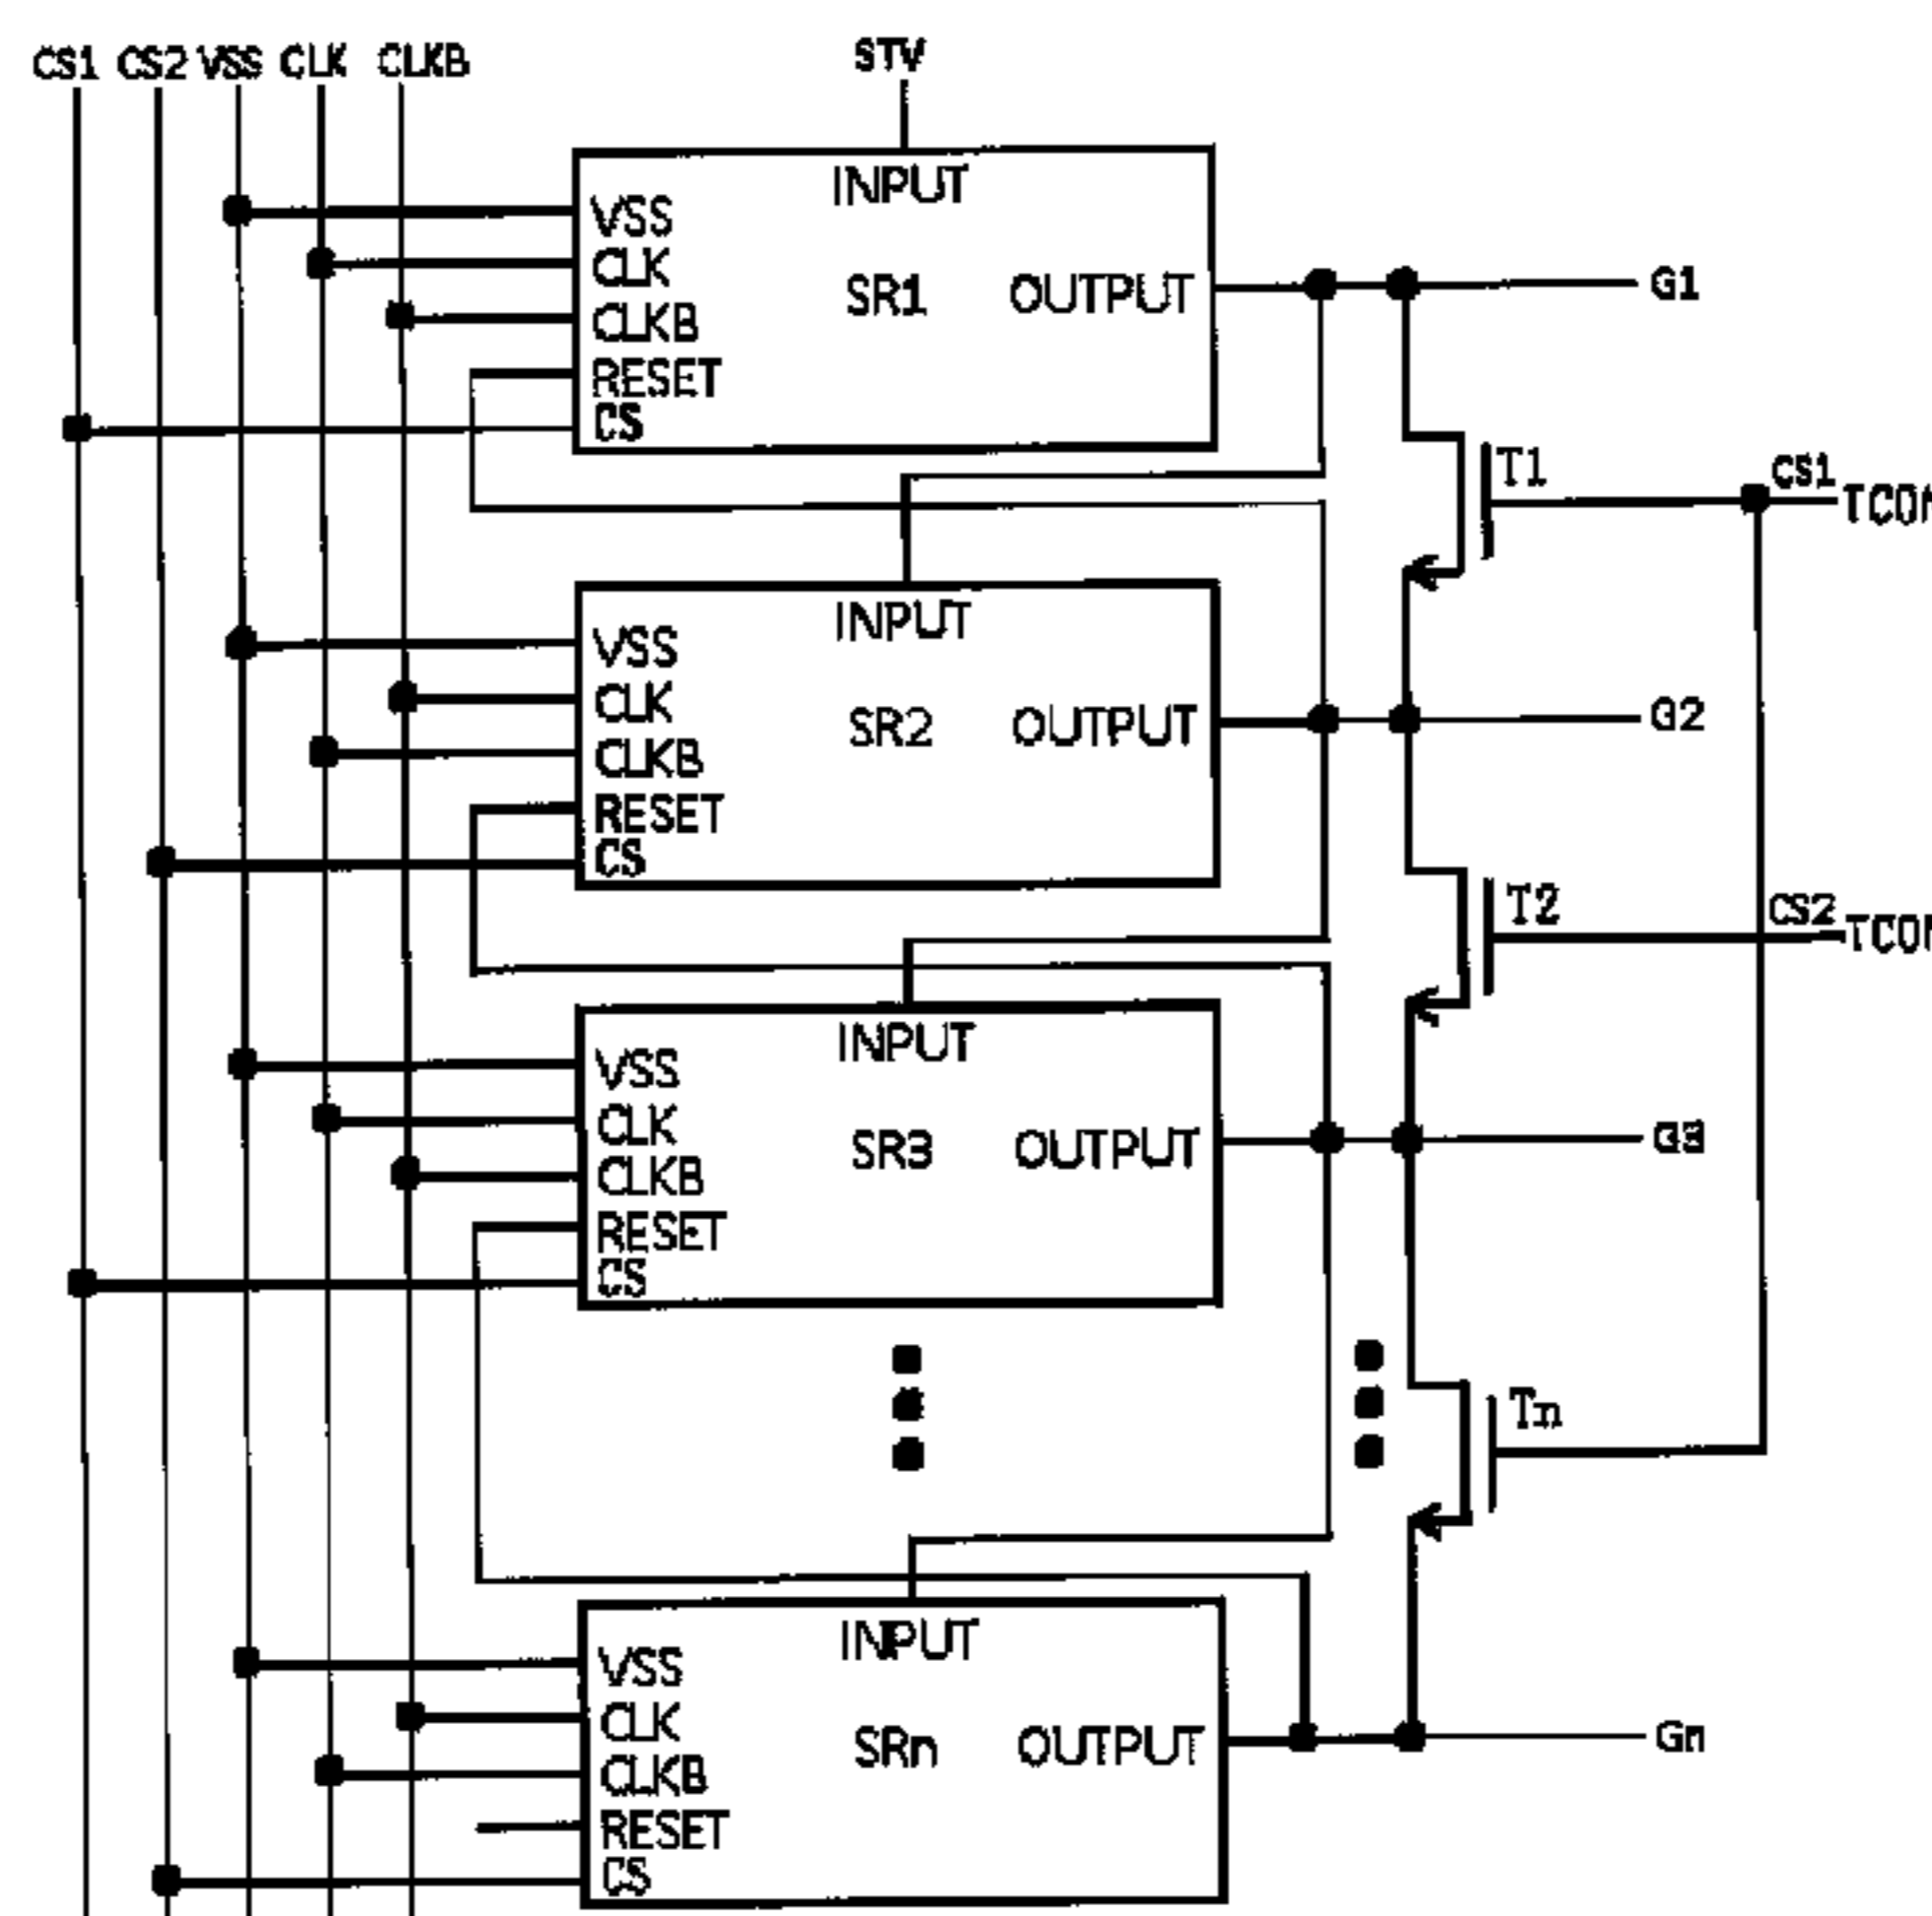 CS1 CS2 VSS CLK CLKB
STV
INPUT
VSS
CLK
CLKB
RESET
CS
SR1
OUTPUT
G1
T1
CS1
TCON
INPUT
VSS
CLK
CLKB
RESET
CS
SR2
OUTPUT
G2
T2
CS2
TCON
INPUT
VSS
CLK
CLKB
RESET
CS
SR3
OUTPUT
G3
Tn
INPUT
VSS
CLK
CLKB
RESET
CS
SRn
OUTPUT
Gn